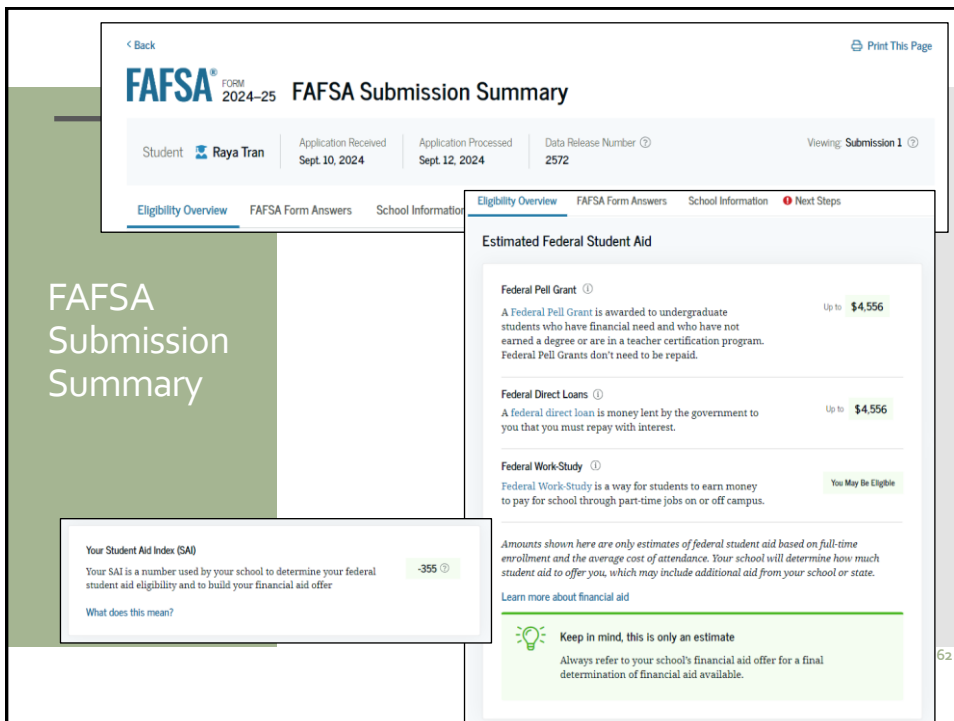 < Back
Print This Page
FAFSA® FORM 2024–25 FAFSA Submission Summary
Student Raya Tran
Application Received
Sept. 10, 2024
Application Processed
Sept. 12, 2024
Data Release Number
2572
Viewing: Submission 1
Eligibility Overview FAFSA Form Answers School Information
FAFSA
Submission
Summary
Eligibility Overview FAFSA Form Answers School Information Next Steps
Estimated Federal Student Aid
Federal Pell Grant
A Federal Pell Grant is awarded to undergraduate
students who have financial need and who have not
earned a degree or are in a teacher certification program.
Federal Pell Grants don't need to be repaid.
Up to $4,556
Federal Direct Loans
A federal direct loan is money lent by the government to
you that you must repay with interest.
Up to $4,556
Federal Work-Study
Federal Work-Study is a way for students to earn money
to pay for school through part-time jobs on or off campus.
You May Be Eligible
Amounts shown here are only estimates of federal student aid based on full-time
enrollment and the average cost of attendance. Your school will determine how much
student aid to offer you, which may include additional aid from your school or state.
Learn more about financial aid
Keep in mind, this is only an estimate
Always refer to your school's financial aid offer for a final
determination of financial aid available.
Your Student Aid Index (SAI)
Your SAI is a number used by your school to determine your federal
student aid eligibility and to build your financial aid offer
-355
What does this mean?
62